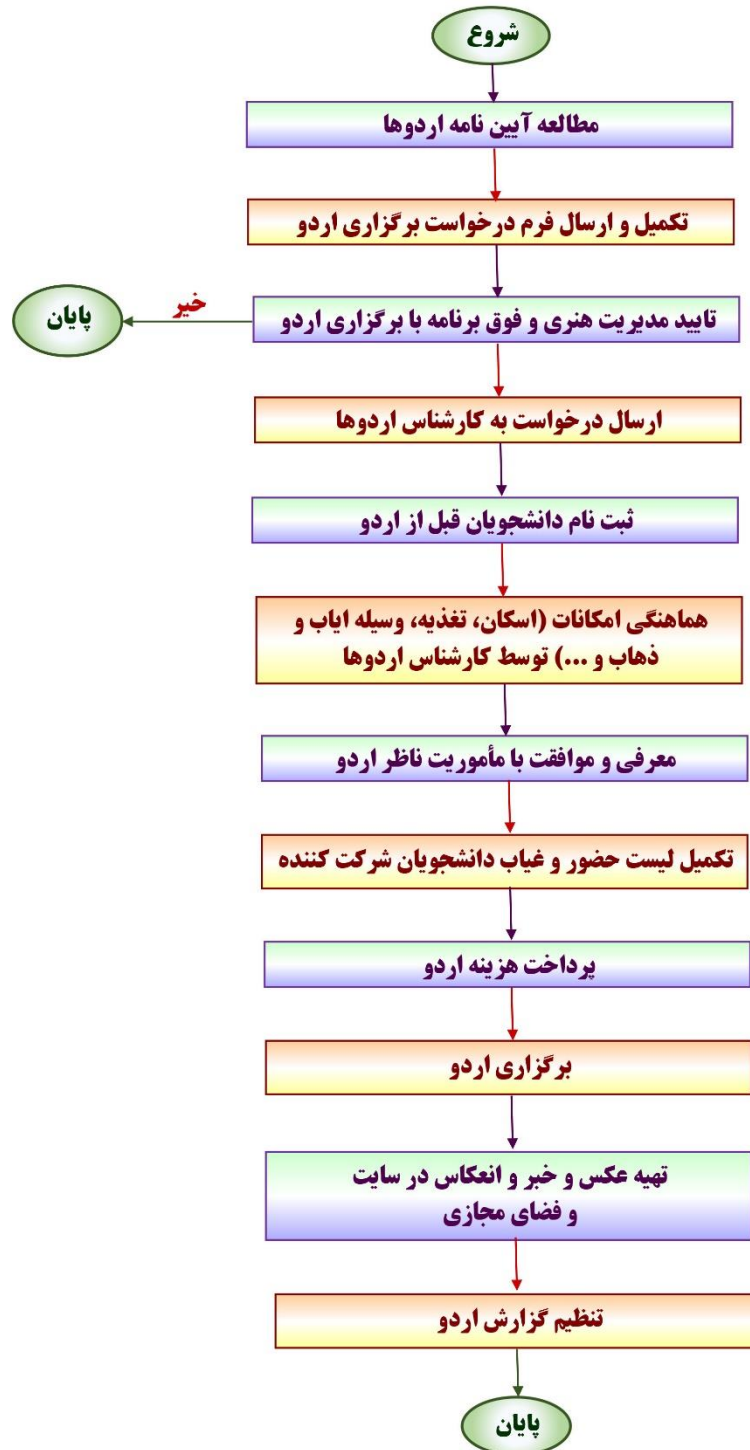 شروع
مطالعه آیین نامه اردوها
تکمیل و ارسال فرم درخواست برگزاری اردو
تایید مدیریت هنری و فوق برنامه با برگزاری اردو
خیر
پایان
ارسال درخواست به کارشناس اردوها
ثبت نام دانشجویان قبل از اردو
هماهنگی امکانات (اسکان، تغذیه، وسیله ایاب و
ذهاب و ...) توسط کارشناس اردوها
معرفی و موافقت با مأموریت ناظر اردو
تکمیل لیست حضور و غیاب دانشجویان شرکت کننده
پرداخت هزینه اردو
برگزاری اردو
تهیه عکس و خبر و انعکاس در سایت
و فضای مجازی
تنظیم گزارش اردو
پایان